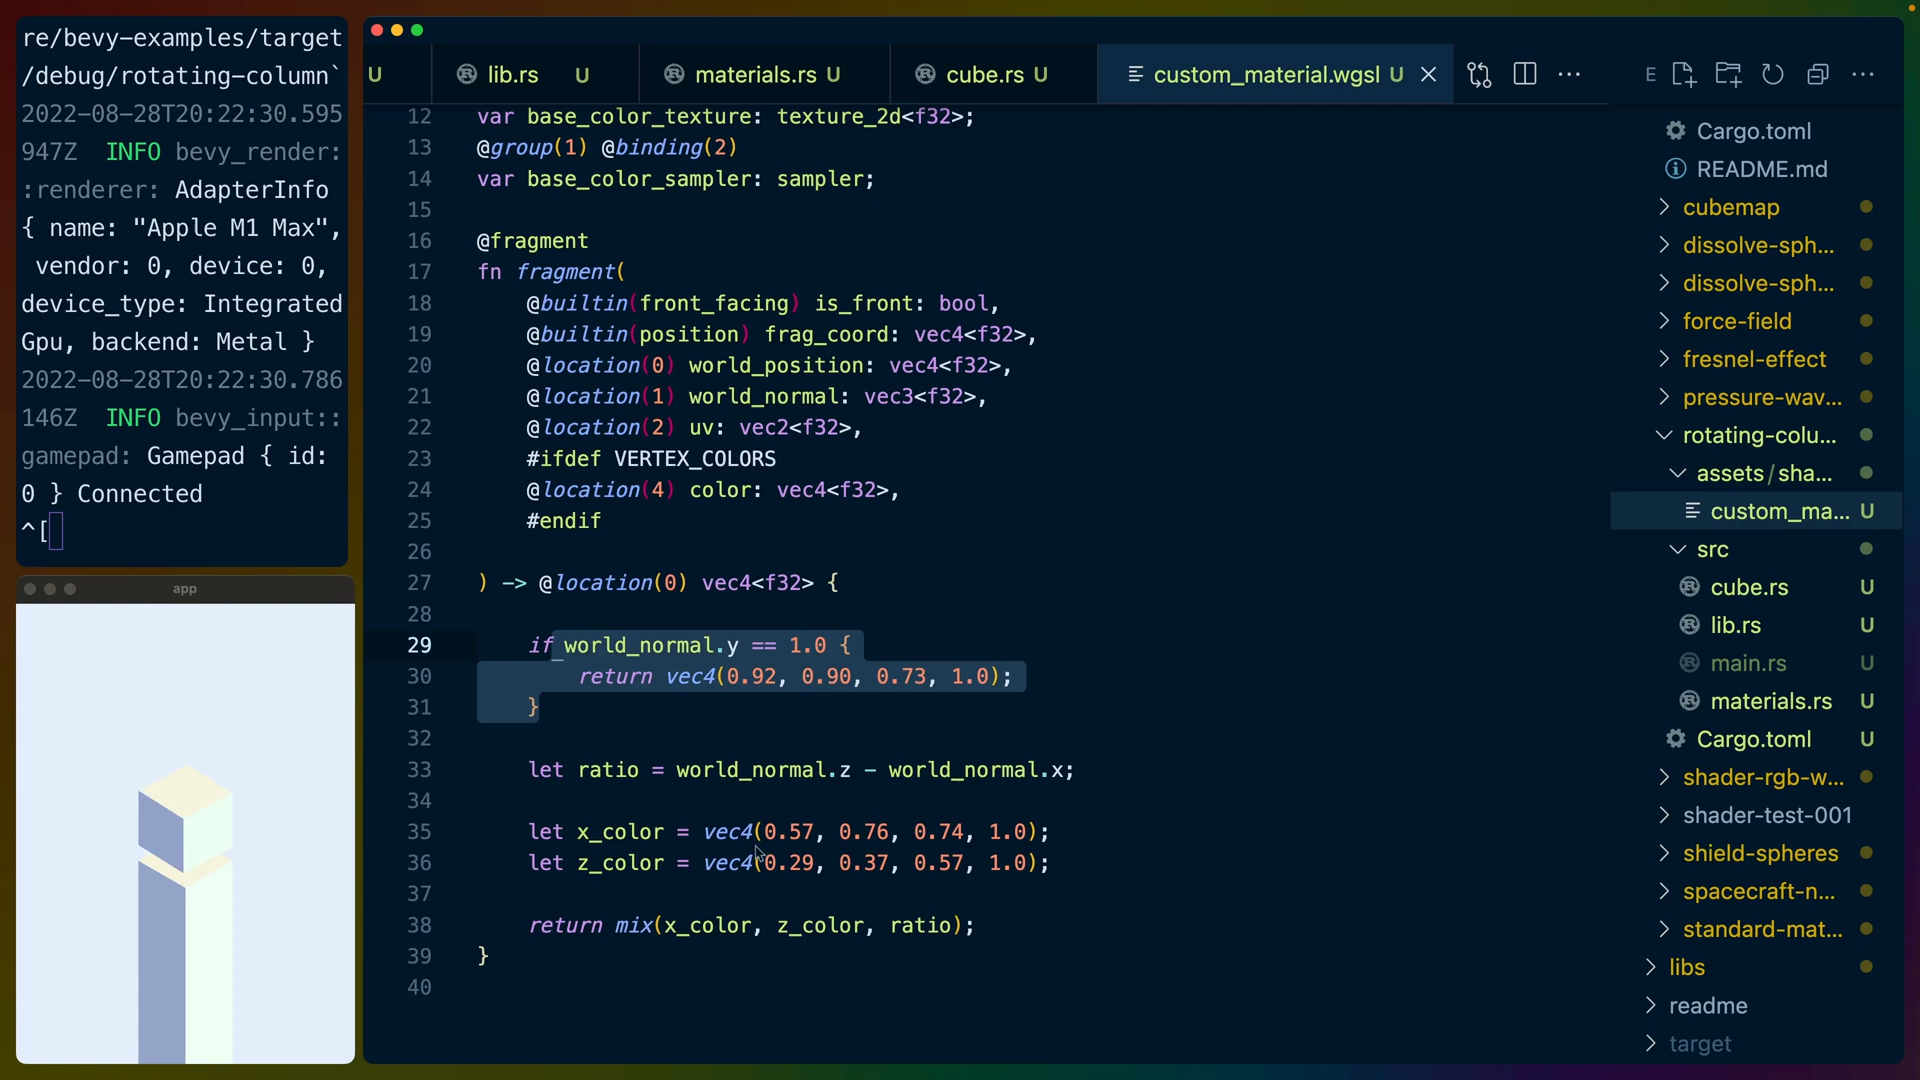 re/bevy-examples/target
/debug/rotating-column`
2022-08-28T20:22:30.595
947Z INFO bevy_render:
:renderer: AdapterInfo
{ name: "Apple M1 Max",
vendor: 0, device: 0,
device_type: Integrated
Gpu, backend: Metal }
2022-08-28T20:22:30.786
146Z INFO bevy_input::
gamepad: Gamepad { id:
0 } Connected
^[
app
U
lib.rs U
materials.rs U
cube.rs U
custom_material.wgsl U
E
12 var base_color_texture: texture_2d<f32>;
13 @group(1) @binding(2)
14 var base_color_sampler: sampler;
15
16 @fragment
17 fn fragment(
18 @builtin(front_facing) is_front: bool,
19 @builtin(position) frag_coord: vec4<f32>,
20 @location(0) world_position: vec4<f32>,
21 @location(1) world_normal: vec3<f32>,
22 @location(2) uv: vec2<f32>,
23 #ifdef VERTEX_COLORS
24 @location(4) color: vec4<f32>,
25 #endif
26
27 ) -> @location(0) vec4<f32> {
28
29 if world_normal.y == 1.0 {
30 return vec4(0.92, 0.90, 0.73, 1.0);
31 }
32
33 let ratio = world_normal.z - world_normal.x;
34
35 let x_color = vec4(0.57, 0.76, 0.74, 1.0);
36 let z_color = vec4(0.29, 0.37, 0.57, 1.0);
37
38 return mix(x_color, z_color, ratio);
39 }
40
Cargo.toml
README.md
cubemap
dissolve-sph...
dissolve-sph...
force-field
fresnel-effect
pressure-wav...
rotating-colu...
assets/sha...
custom_ma... U
src
cube.rs U
lib.rs U
main.rs U
materials.rs U
Cargo.toml U
shader-rgb-w...
shader-test-001
shield-spheres
spacecraft-n...
standard-mat...
libs
readme
target